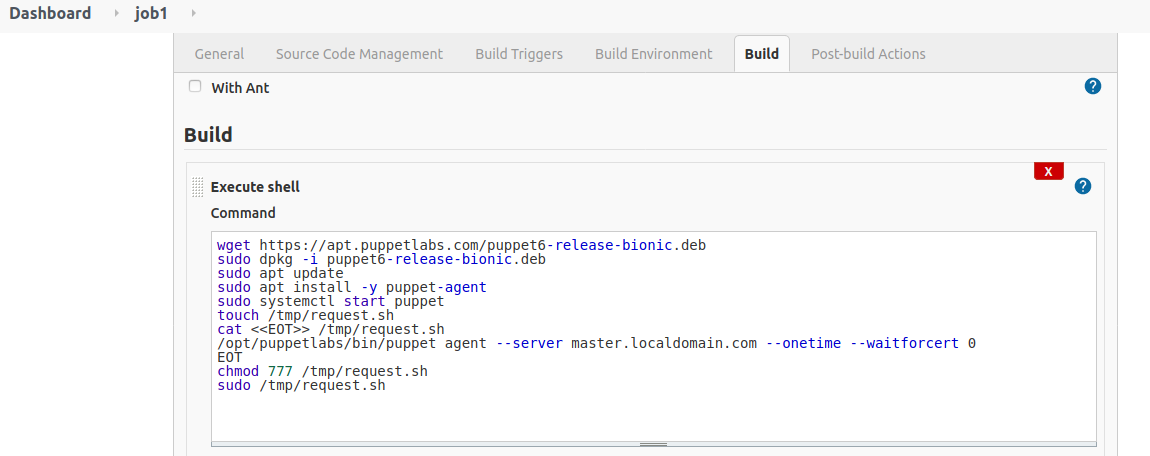 Dashboard job1
General Source Code Management Build Triggers Build Environment Build Post-build Actions
With Ant ?
Build
X
Execute shell ?
Command
wget https://apt.puppetlabs.com/puppet6-release-bionic.deb
sudo dpkg -i puppet6-release-bionic.deb
sudo apt update
sudo apt install -y puppet-agent
sudo systemctl start puppet
touch /tmp/request.sh
cat <<EOT>> /tmp/request.sh
/opt/puppetlabs/bin/puppet agent --server master.localdomain.com --onetime --waitforcert 0
EOT
chmod 777 /tmp/request.sh
sudo /tmp/request.sh